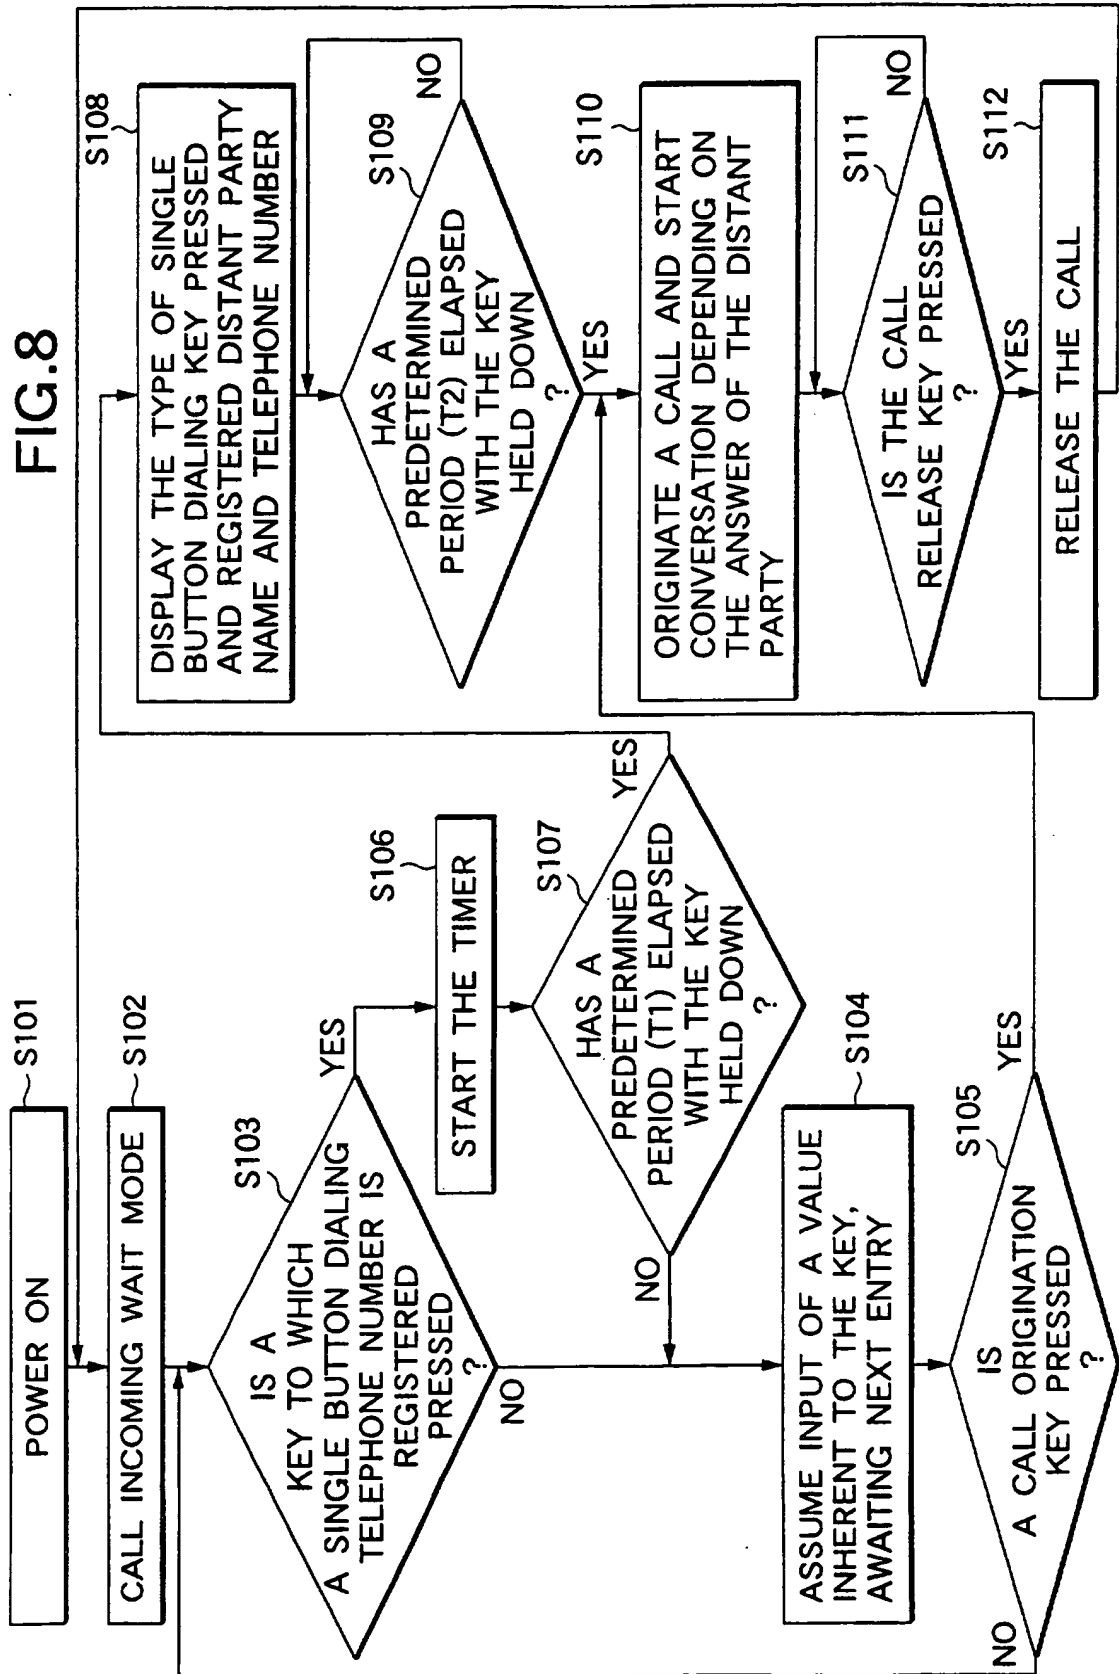 FIG.8
POWER ON
S101
CALL INCOMING WAIT MODE
S102
IS A
KEY TO WHICH
A SINGLE BUTTON DIALING
TELEPHONE NUMBER IS
REGISTERED
PRESSED
?
S103
YES
NO
START THE TIMER
S106
HAS A
PREDETERMINED
PERIOD (T1) ELAPSED
WITH THE KEY
HELD DOWN
?
S107
YES
NO
ASSUME INPUT OF A VALUE
INHERENT TO THE KEY,
AWAITING NEXT ENTRY
S104
IS
A CALL ORIGINATION
KEY PRESSED
?
S105
YES
NO
DISPLAY THE TYPE OF SINGLE
BUTTON DIALING KEY PRESSED
AND REGISTERED DISTANT PARTY
NAME AND TELEPHONE NUMBER
S108
HAS A
PREDETERMINED
PERIOD (T2) ELAPSED
WITH THE KEY
HELD DOWN
?
S109
NO
YES
ORIGINATE A CALL AND START
CONVERSATION DEPENDING ON
THE ANSWER OF THE DISTANT
PARTY
S110
IS THE CALL
RELEASE KEY PRESSED
?
S111
NO
YES
RELEASE THE CALL
S112